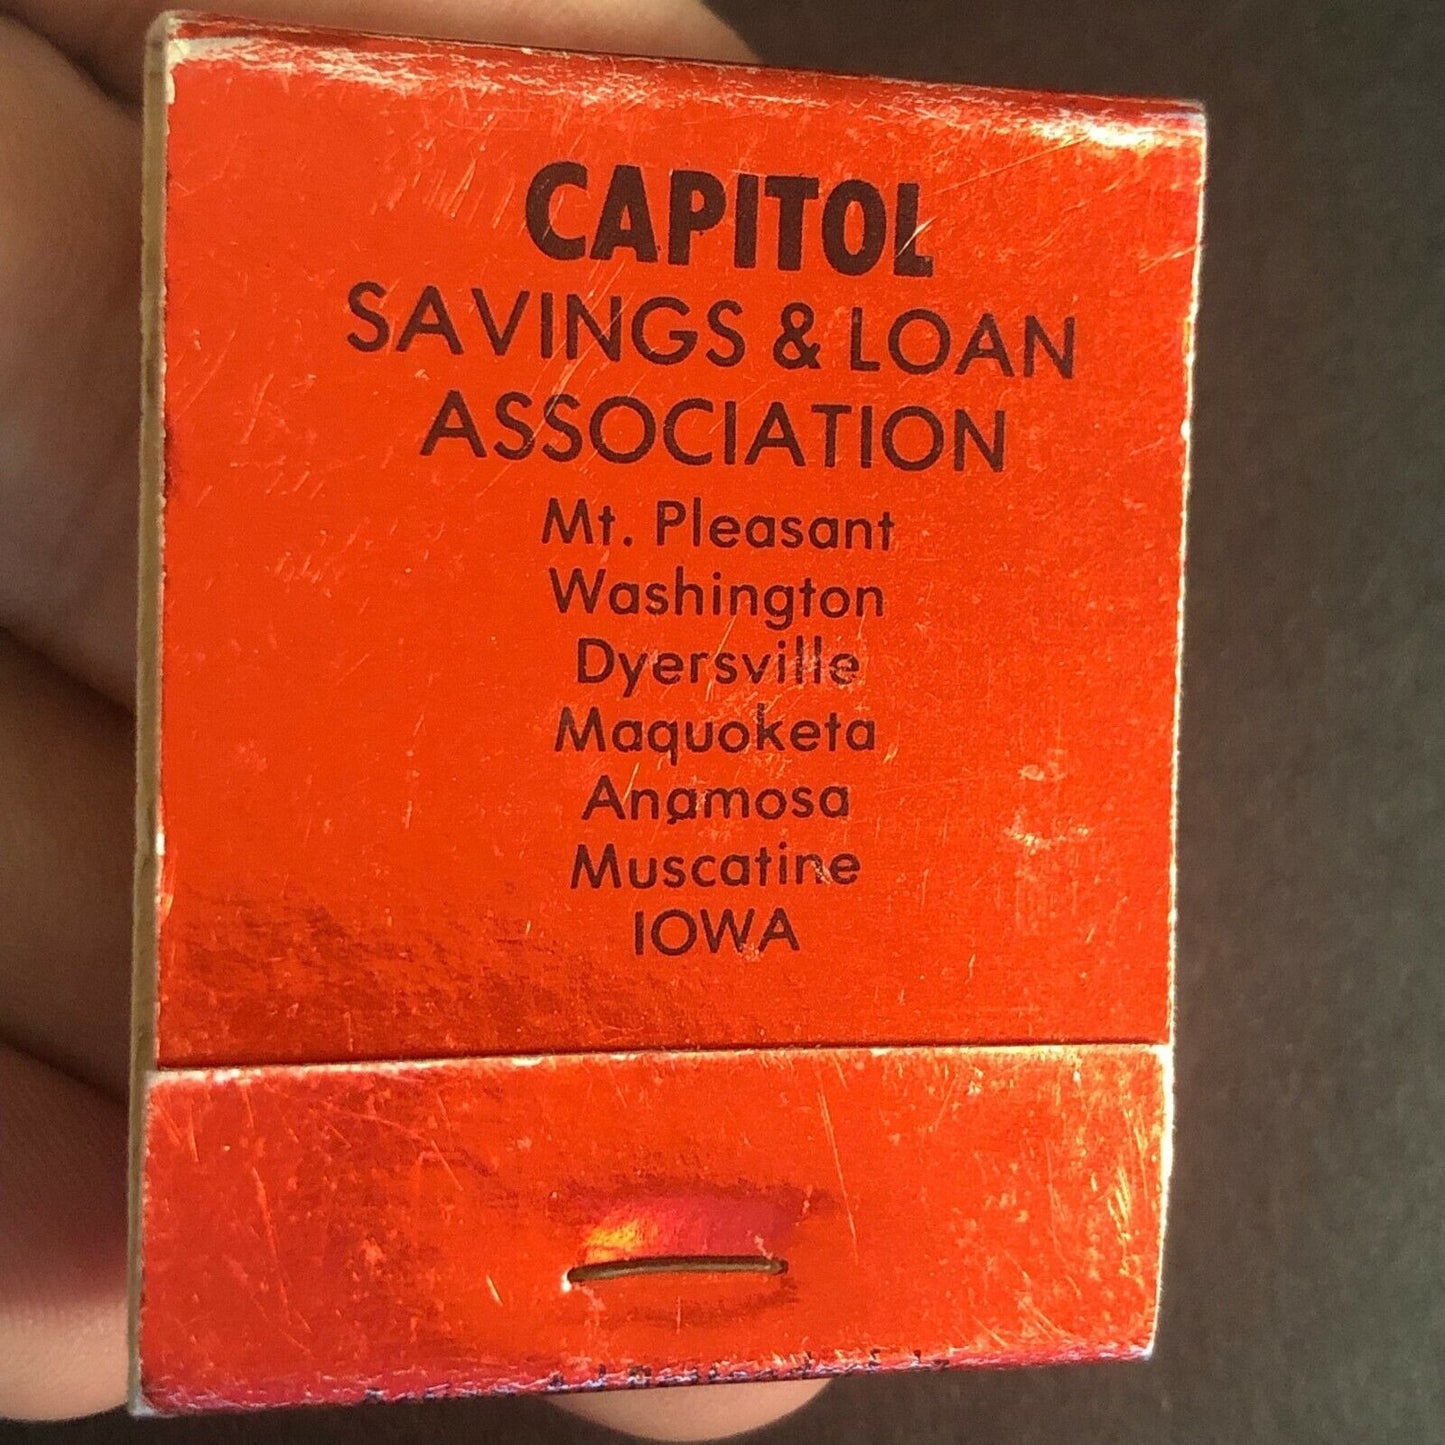 CAPITOL
SAVINGS & LOAN
ASSOCIATION
Mt. Pleasant
Washington
Dyersville
Maquoketa
Anamosa
Muscatine
IOWA